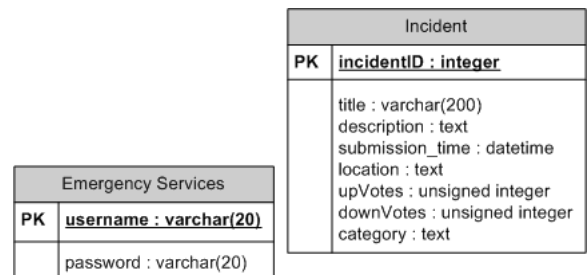 Incident
PK incidentID : integer
title : varchar(200)
description : text
submission_time : datetime
location : text
upVotes : unsigned integer
downVotes : unsigned integer
category : text
Emergency Services
PK username : varchar(20)
password : varchar(20)